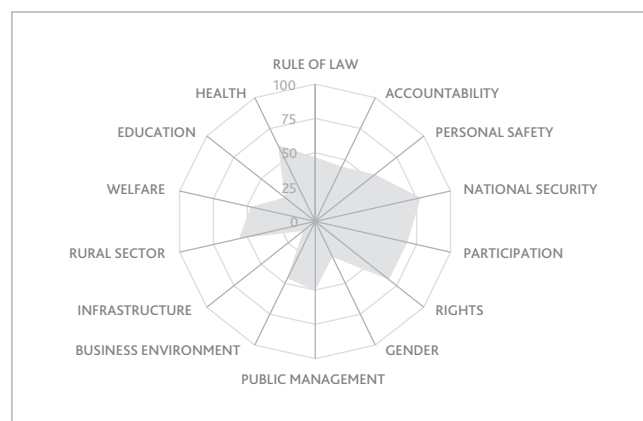 RULE OF LAW
100
HEALTH
ACCOUNTABILITY
75
EDUCATION
PERSONAL SAFETY
50
WELFARE
25
NATIONAL SECURITY
0
RURAL SECTOR
PARTICIPATION
INFRASTRUCTURE
RIGHTS
BUSINESS ENVIRONMENT
GENDER
PUBLIC MANAGEMENT